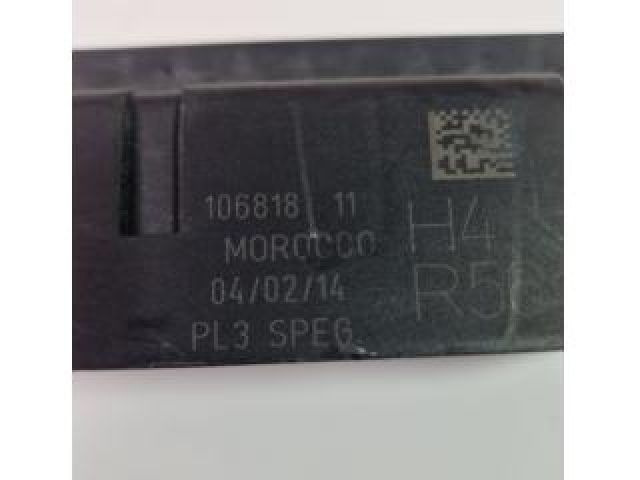 106818 11
MOROCCO
04/02/14
PL3 SPEG
H4
R5